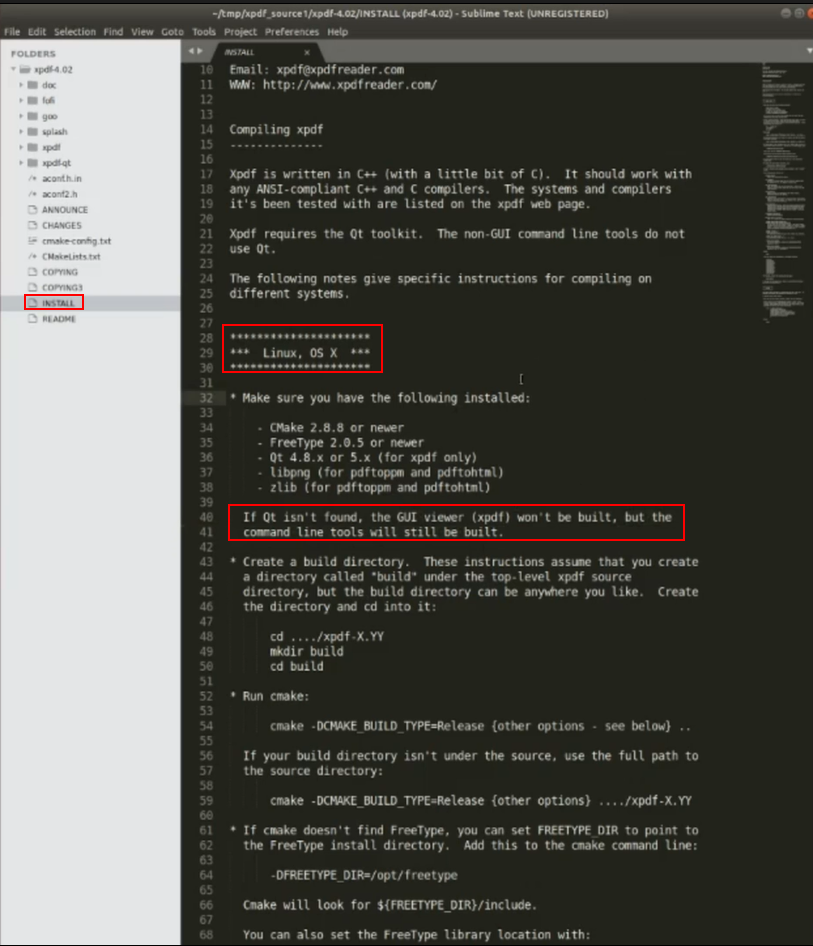 ~/tmp/xpdf_source1/xpdf-4.02/INSTALL (xpdf-4.02) - Sublime Text (UNREGISTERED)
File Edit Selection Find View Goto Tools Project Preferences Help
FOLDERS
xpdf-4.02
doc
fofi
goo
splash
xpdf
xpdf-qt
aconf.h.in
aconf2.h
ANNOUNCE
CHANGES
cmake-config.txt
CMakeLists.txt
COPYING
COPYING3
INSTALL
README
INSTALL ×
10 Email: xpdf@xpdfreader.com
11 WWW: http://www.xpdfreader.com/
12
13
14 Compiling xpdf
15 --------------
16
17 Xpdf is written in C++ (with a little bit of C).  It should work with
18 any ANSI-compliant C++ and C compilers.  The systems and compilers
19 it's been tested with are listed on the xpdf web page.
20
21 Xpdf requires the Qt toolkit.  The non-GUI command line tools do not
22 use Qt.
23
24 The following notes give specific instructions for compiling on
25 different systems.
26
27
28 *********************
29 ***  Linux, OS X  ***
30 *********************
31
32 * Make sure you have the following installed:
33
34     - CMake 2.8.8 or newer
35     - FreeType 2.0.5 or newer
36     - Qt 4.8.x or 5.x (for xpdf only)
37     - libpng (for pdftoppm and pdftohtml)
38     - zlib (for pdftoppm and pdftohtml)
39
40   If Qt isn't found, the GUI viewer (xpdf) won't be built, but the
41   command line tools will still be built.
42
43 * Create a build directory.  These instructions assume that you create
44   a directory called "build" under the top-level xpdf source
45   directory, but the build directory can be anywhere you like.  Create
46   the directory and cd into it:
47
48       cd ..../xpdf-X.YY
49       mkdir build
50       cd build
51
52 * Run cmake:
53
54       cmake -DCMAKE_BUILD_TYPE=Release {other options - see below} ..
55
56   If your build directory isn't under the source, use the full path to
57   the source directory:
58
59       cmake -DCMAKE_BUILD_TYPE=Release {other options} ..../xpdf-X.YY
60
61 * If cmake doesn't find FreeType, you can set FREETYPE_DIR to point to
62   the FreeType install directory.  Add this to the cmake command line:
63
64       -DFREETYPE_DIR=/opt/freetype
65
66   Cmake will look for ${FREETYPE_DIR}/include.
67
68   You can also set the FreeType library location with: